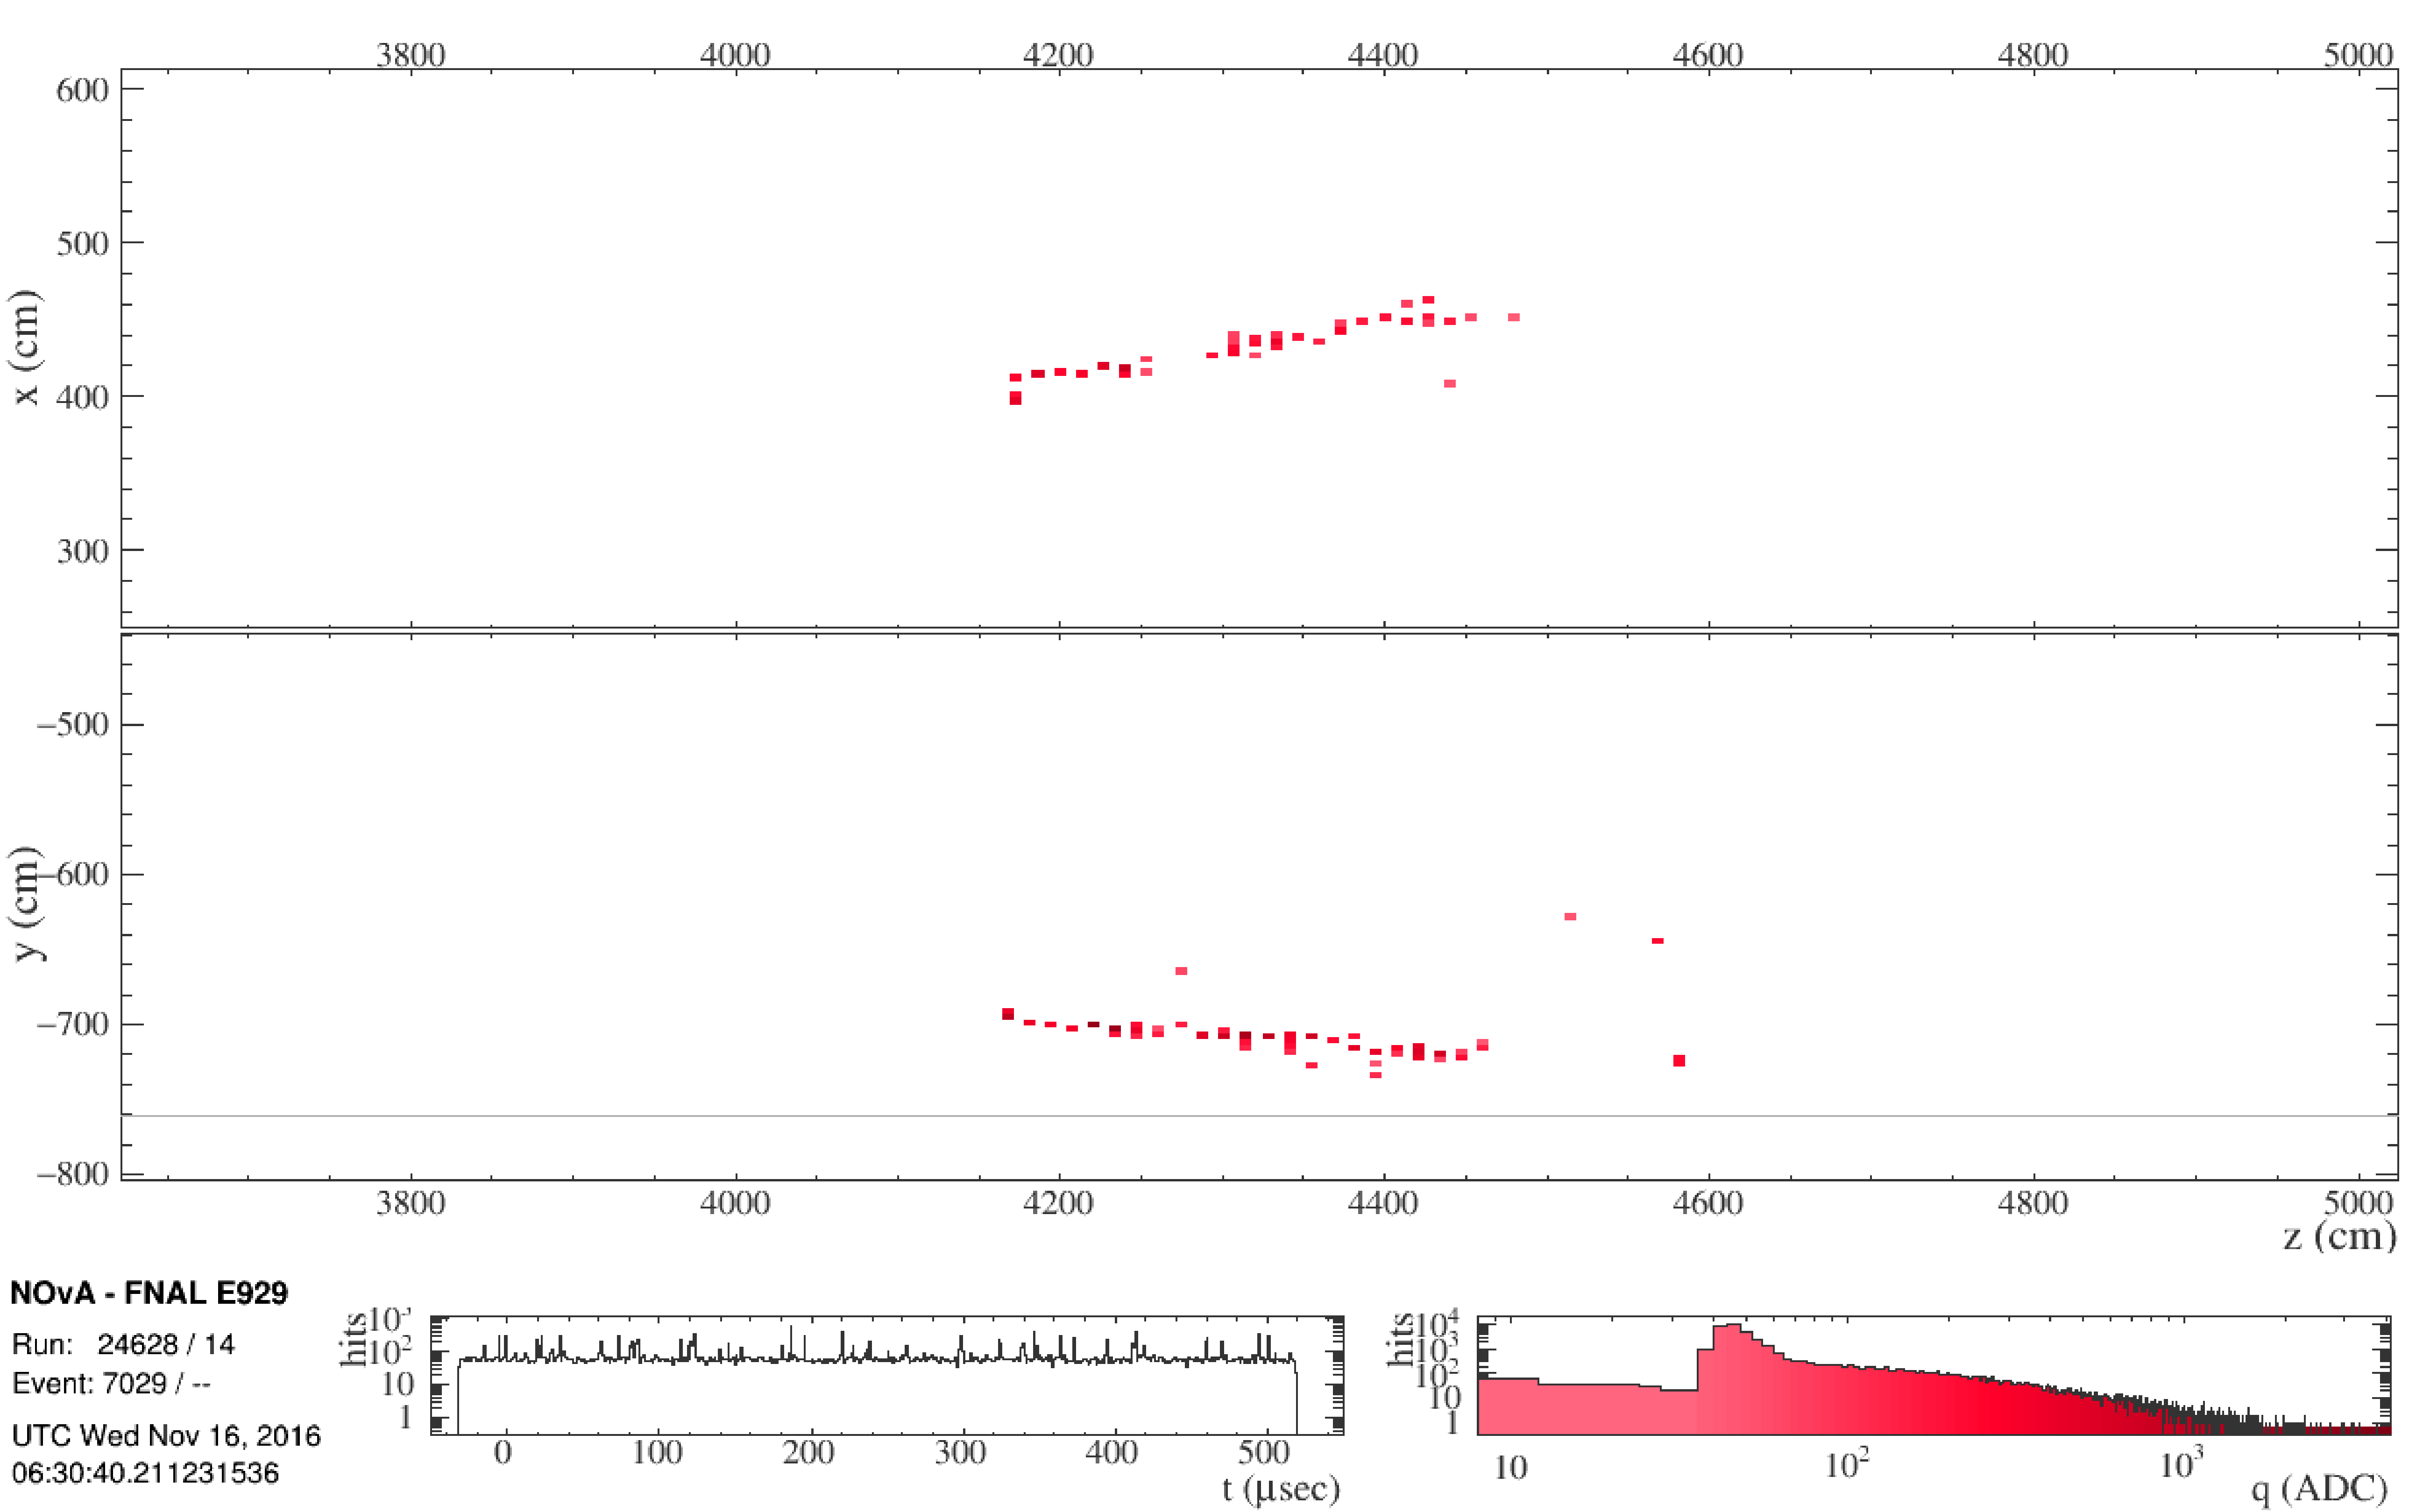 3800 4000 4200 4400 4600 4800 5000
600
500
400
300
x (cm)
−500
−600
−700
−800
y (cm)
3800 4000 4200 4400 4600 4800 5000
z (cm)
NOvA - FNAL E929
Run: 24628 / 14
Event: 7029 / --
UTC Wed Nov 16, 2016
06:30:40.211231536
hits
10²
10
1
0 100 200 300 400 500
t (μsec)
hits
10⁴
10³
10²
10
1
10 10² 10³
q (ADC)